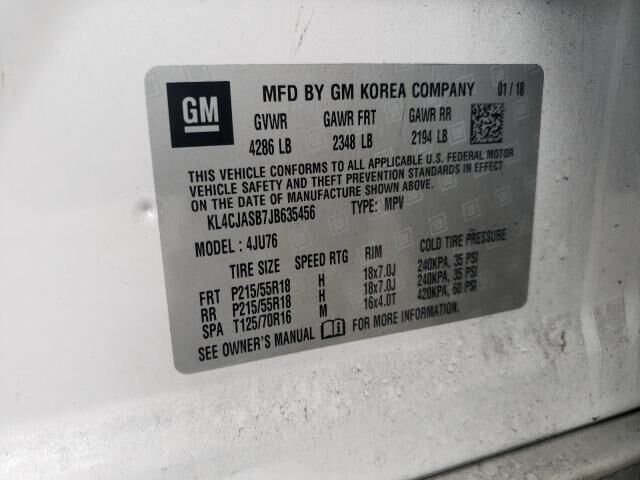 GM
MFD BY GM KOREA COMPANY 01/18
GVWR GAWR FRT GAWR RR
4286 LB 2348 LB 2194 LB
THIS VEHICLE CONFORMS TO ALL APPLICABLE U.S. FEDERAL MOTOR
VEHICLE SAFETY AND THEFT PREVENTION STANDARDS IN EFFECT
ON THE DATE OF MANUFACTURE SHOWN ABOVE.
KL4CJASB7JB635456 TYPE: MPV
MODEL : 4JU76
TIRE SIZE SPEED RTG RIM COLD TIRE PRESSURE
FRT P215/55R18 H 18x7.0J 240KPA, 35 PSI
RR P215/55R18 H 18x7.0J 240KPA, 35 PSI
SPA T125/70R16 M 16x4.0T 420KPA, 60 PSI
SEE OWNER'S MANUAL FOR MORE INFORMATION.